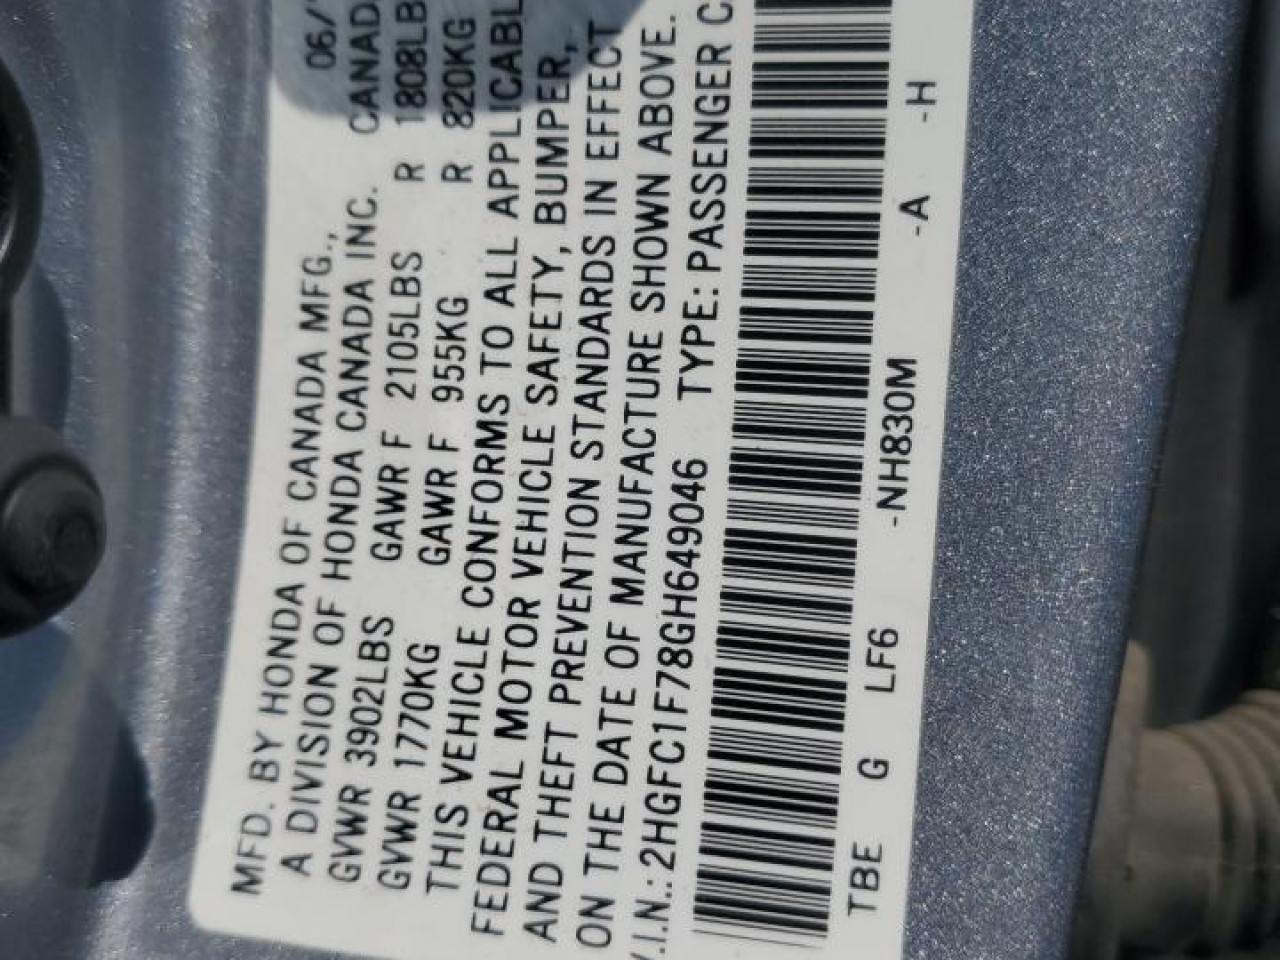 MFD. BY HONDA OF CANADA MFG., 06/
A DIVISION OF HONDA CANADA INC. CANAD
GVWR 3902LBS GAWR F 2105LBS R 1808LB
GVWR 1770KG GAWR F 955KG R 820KG
THIS VEHICLE CONFORMS TO ALL APPLICABL
FEDERAL MOTOR VEHICLE SAFETY, BUMPER,
AND THEFT PREVENTION STANDARDS IN EFFECT
ON THE DATE OF MANUFACTURE SHOWN ABOVE.
V.I.N.: 2HGFC1F78GH649046 TYPE: PASSENGER C
TBE G LF6 -NH830M -A -H